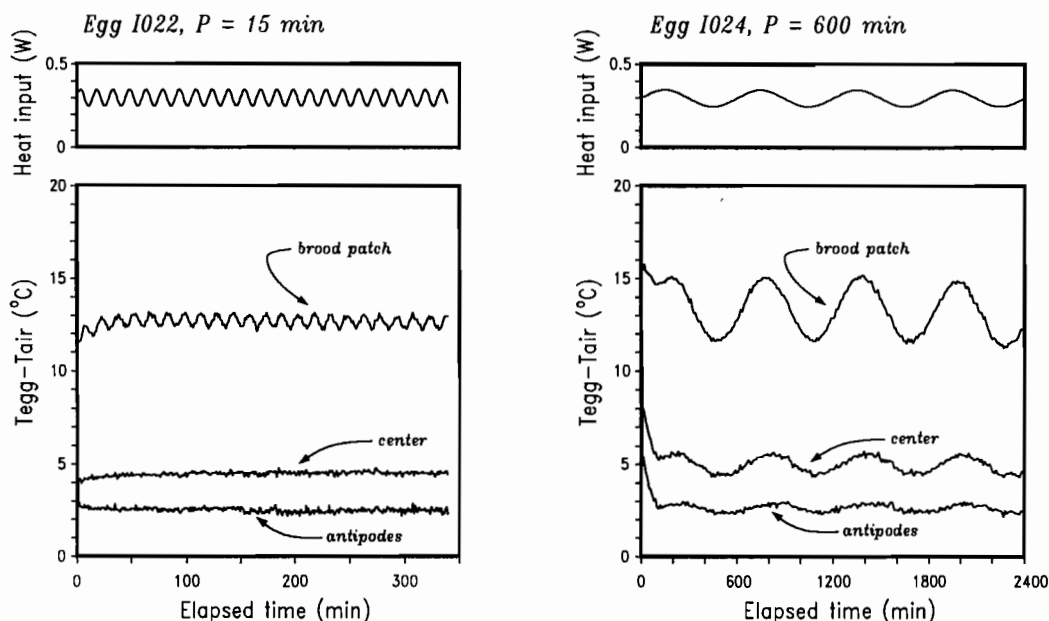 Egg I022, P = 15 min
Heat input (W)
0.5
0
Tegg-Tair (°C)
20
15
10
5
0
brood patch
center
antipodes
0 100 200 300
Elapsed time (min)
Egg I024, P = 600 min
Heat input (W)
0.5
0
Tegg-Tair (°C)
20
15
10
5
0
brood patch
center
antipodes
0 600 1200 1800 2400
Elapsed time (min)